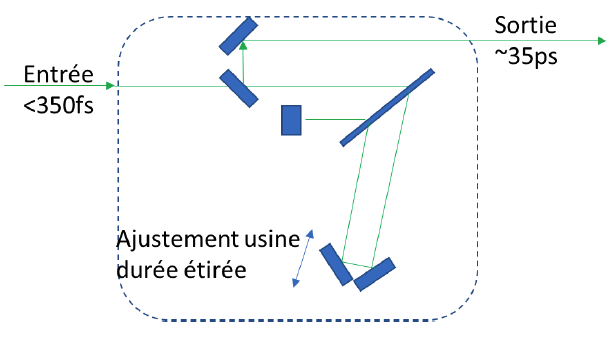 Sortie
~35ps
Entrée
<350fs
Ajustement usine
durée étirée